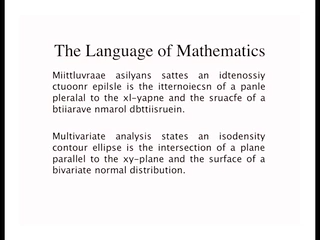 The Language of Mathematics
Miittluvraae asilyans sattes an idtenossiy
ctuoonr epilsle is the itternoiecsn of a panle
pleralal to the xl-yapne and the sruacfe of a
btiiarave nmarol dbttiisruein.
Multivariate analysis states an isodensity
contour ellipse is the intersection of a plane
parallel to the xy-plane and the surface of a
bivariate normal distribution.